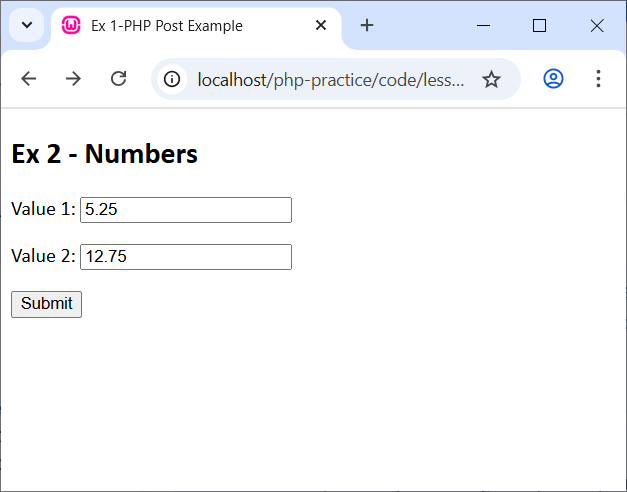 Ex 1-PHP Post Example
localhost/php-practice/code/less...
Ex 2 - Numbers
Value 1: 5.25
Value 2: 12.75
Submit